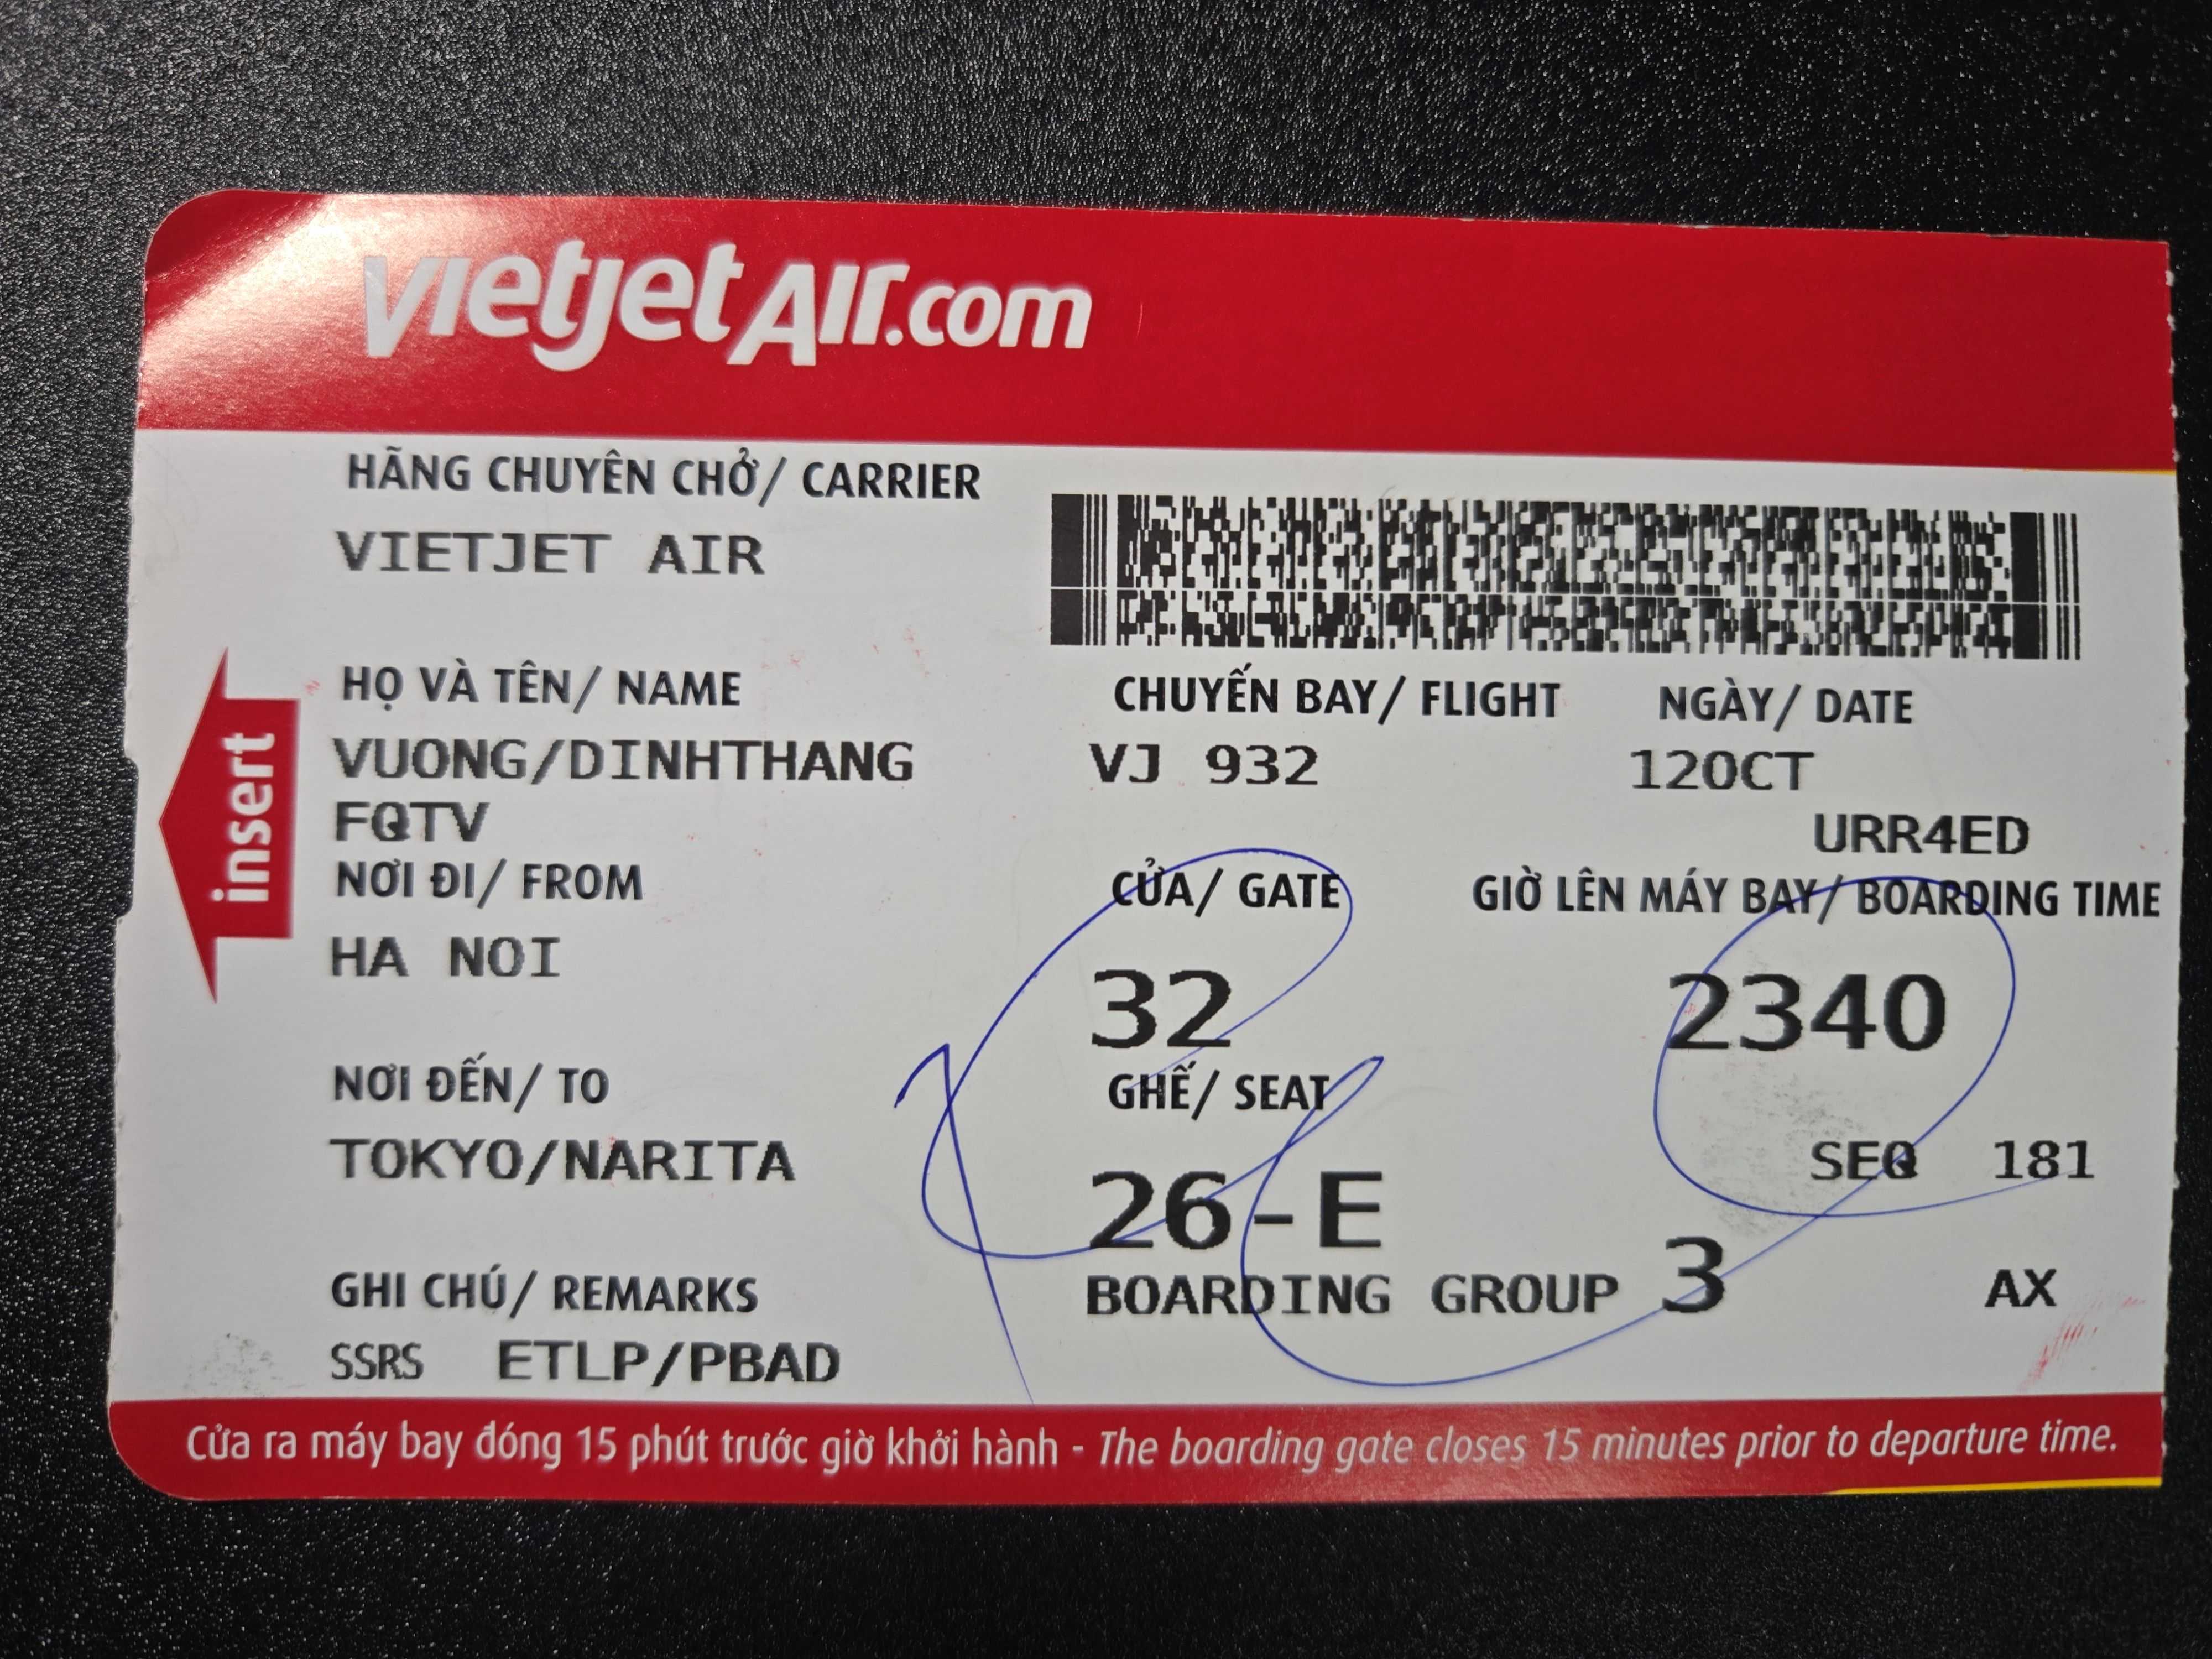 vietjetAir.com
HÃNG CHUYÊN CHỞ/ CARRIER
VIETJET AIR
HỌ VÀ TÊN/ NAME
CHUYẾN BAY/ FLIGHT NGÀY/ DATE
VUONG/DINHTHANG VJ 932 12OCT
FQTV URR4ED
insert
NƠI ĐI/ FROM CỬA/ GATE GIỜ LÊN MÁY BAY/ BOARDING TIME
HA NOI 32 2340
NƠI ĐẾN/ TO GHẾ/ SEAT
TOKYO/NARITA 26-E SEQ 181
GHI CHÚ/ REMARKS BOARDING GROUP 3 AX
SSRS ETLP/PBAD
Cửa ra máy bay đóng 15 phút trước giờ khởi hành - The boarding gate closes 15 minutes prior to departure time.